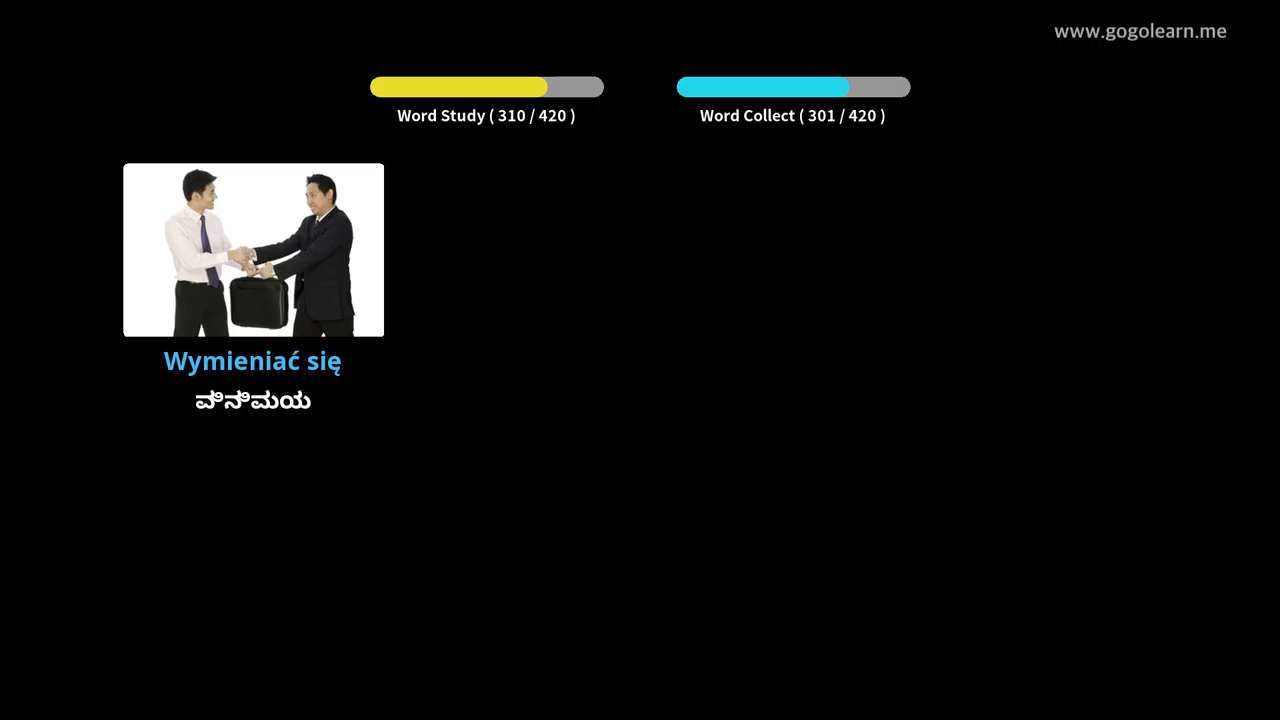 www.gogolearn.me
Word Study ( 310 / 420 )
Word Collect ( 301 / 420 )
Wymieniać się
ವಿನಿಮಯ